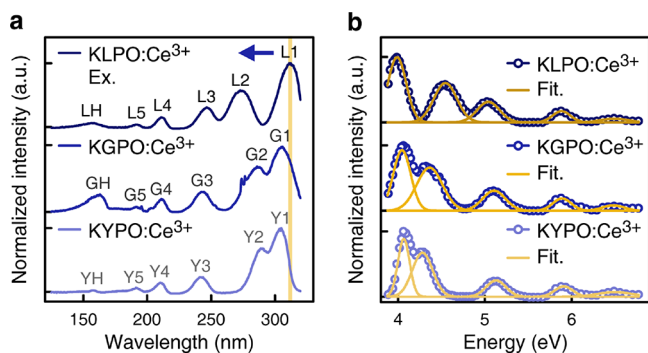 a
b
Normalized intensity (a.u.)
KLPO:Ce3+
Ex.
L1
L2
L3
L4
L5
LH
KGPO:Ce3+
G1
G2
G3
G4
G5
GH
KYPO:Ce3+
Y1
Y2
Y3
Y4
Y5
YH
150 200 250 300
Wavelength (nm)
Normalized intensity (a.u.)
KLPO:Ce3+
Fit.
KGPO:Ce3+
Fit.
KYPO:Ce3+
Fit.
4 5 6
Energy (eV)